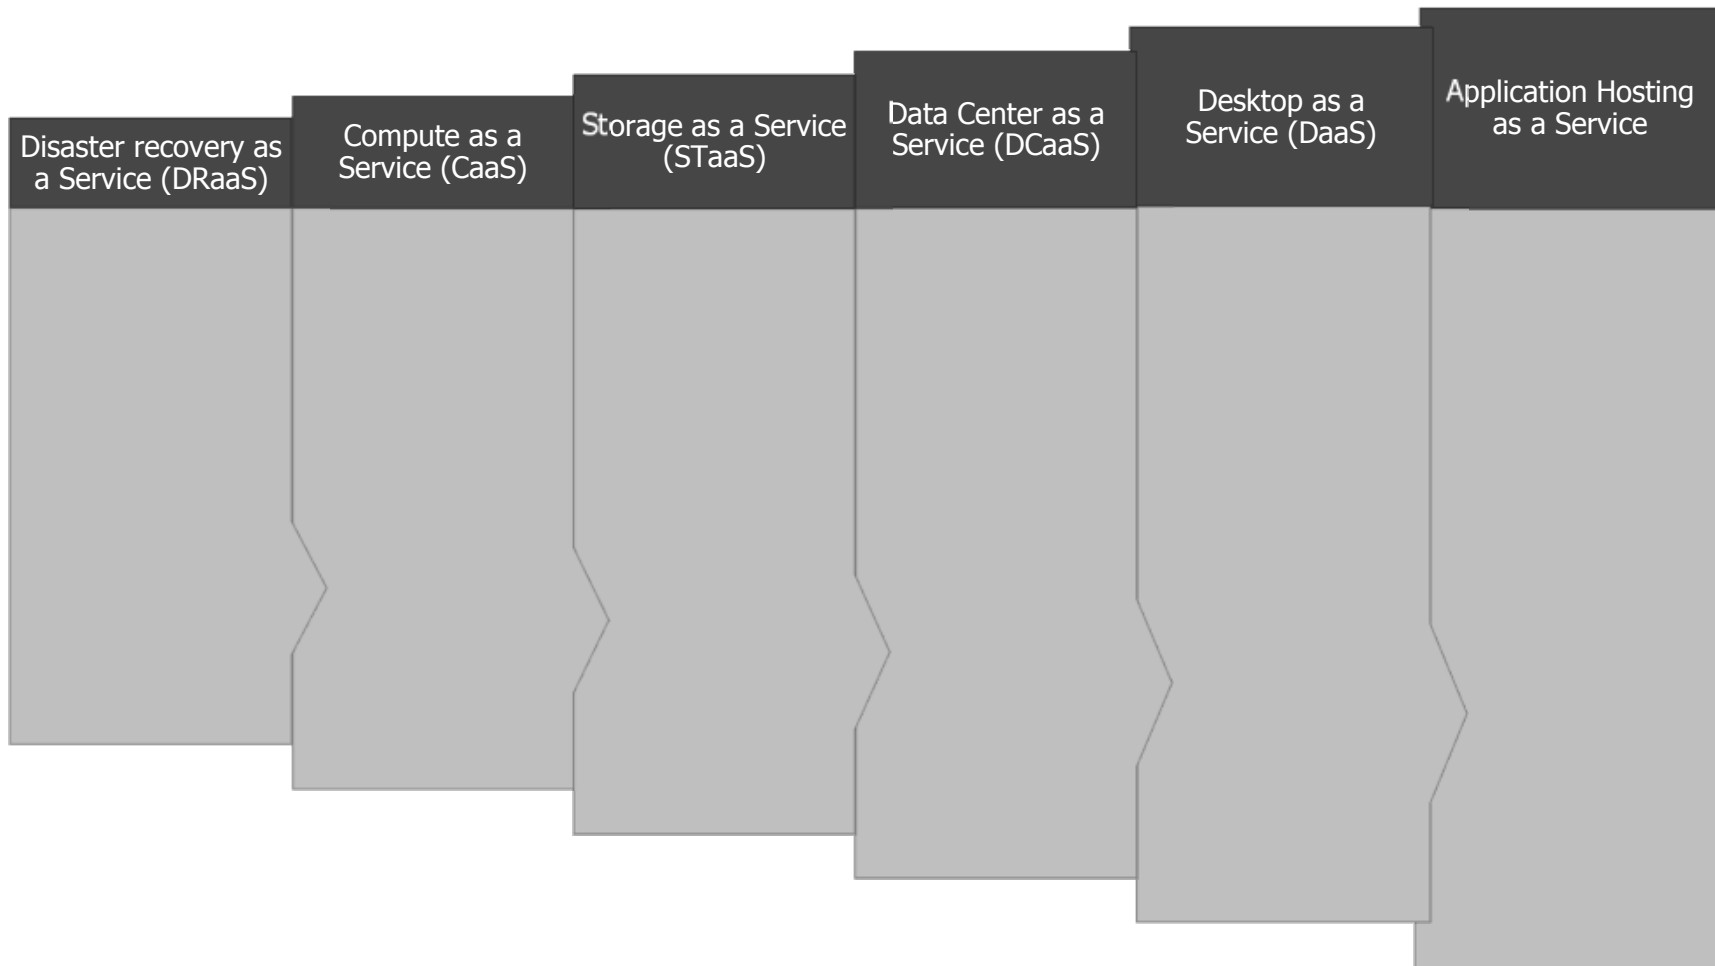 Disaster recovery as
a Service (DRaaS)
Compute as a
Service (CaaS)
Storage as a Service
(STaaS)
Data Center as a
Service (DCaaS)
Desktop as a
Service (DaaS)
Application Hosting
as a Service